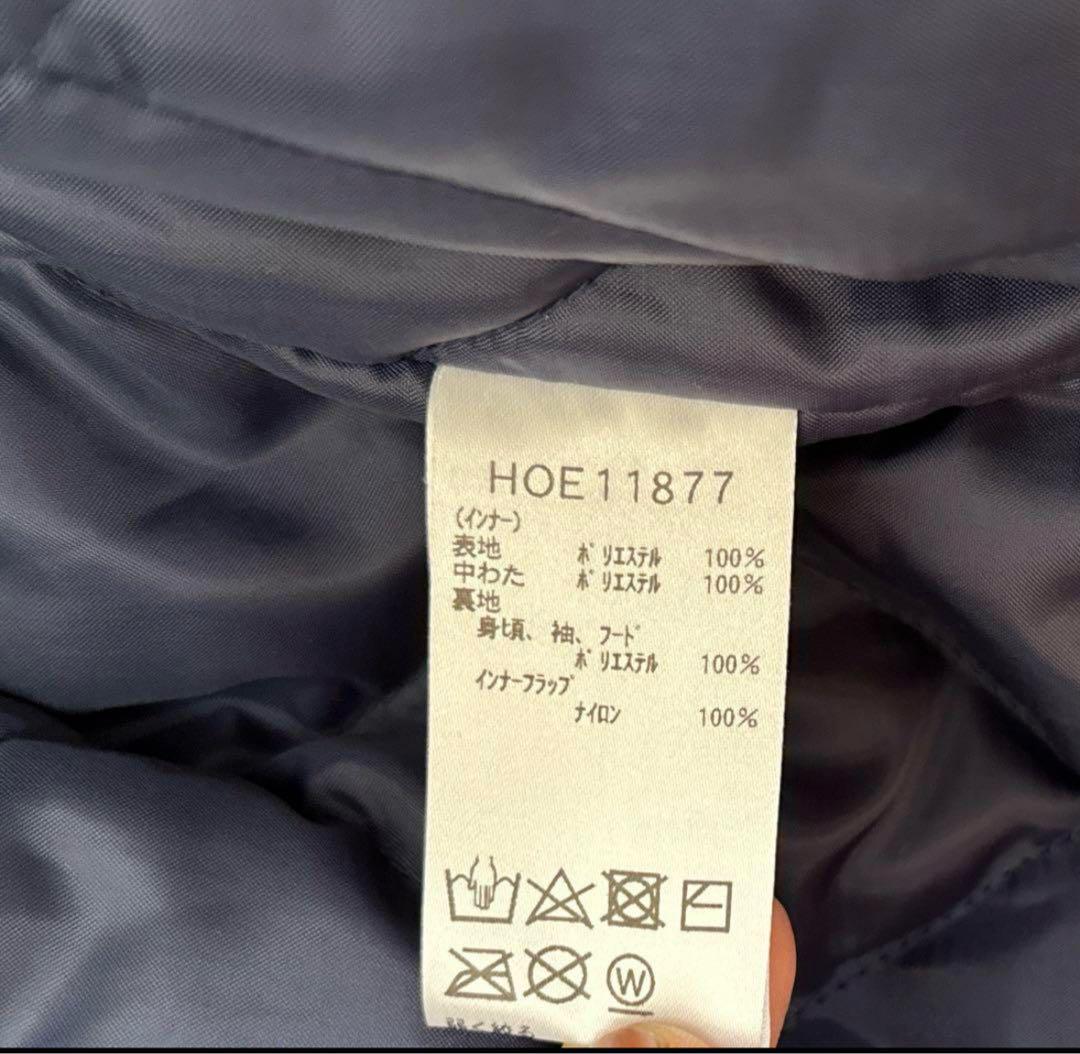 HOE11877
(インナー)
表地 ポリエステル 100%
中わた ポリエステル 100%
裏地
身頃、袖、フード
ポリエステル 100%
インナーフラップ
ナイロン 100%
W